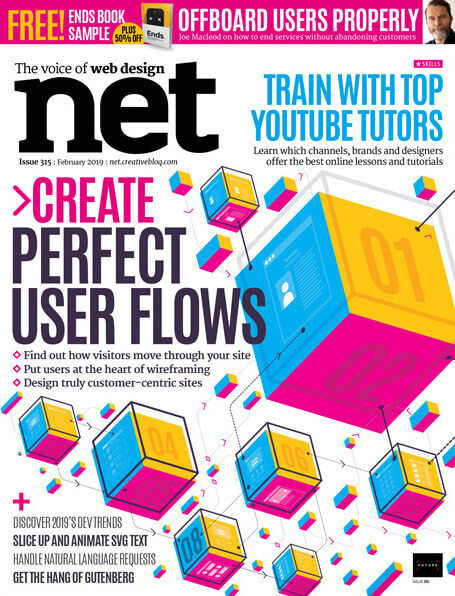 FREE!
ENDS BOOK
SAMPLE
PLUS
50% OFF
Ends.
OFFBOARD USERS PROPERLY
Joe Macleod on how to end services without abandoning customers
The voice of web design
net
Issue 315 : February 2019 : net.creativebloq.com
★SKILLS
TRAIN WITH TOP
YOUTUBE TUTORS
Learn which channels, brands and designers
offer the best online lessons and tutorials
>CREATE
PERFECT
USER FLOWS
Find out how visitors move through your site
Put users at the heart of wireframing
Design truly customer-centric sites
01
02
04
06
08
+
DISCOVER 2019'S DEV TRENDS
SLICE UP AND ANIMATE SVG TEXT
HANDLE NATURAL LANGUAGE REQUESTS
GET THE HANG OF GUTENBERG
FUTURE
ISSUE 315